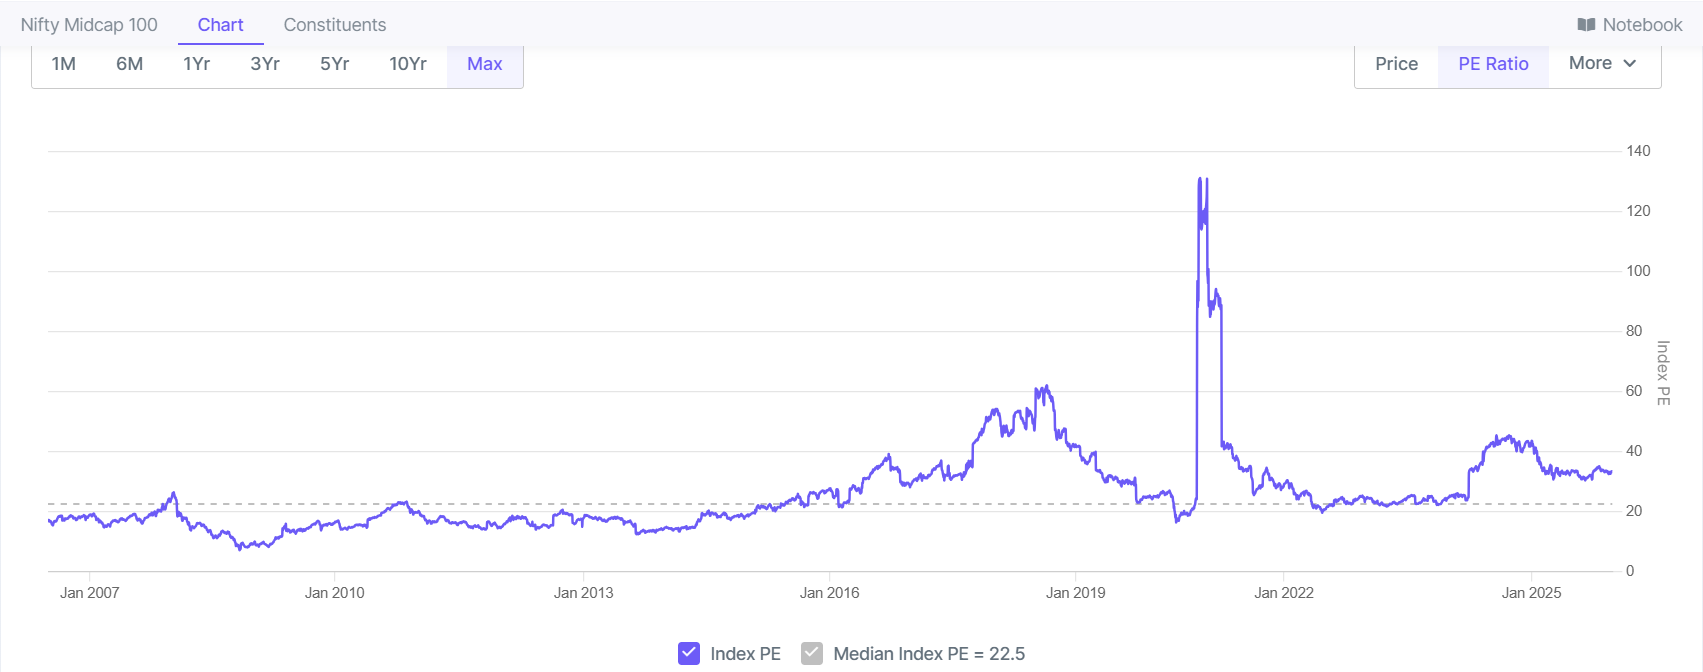 Nifty Midcap 100 Chart Constituents Notebook
1M 6M 1Yr 3Yr 5Yr 10Yr Max Price PE Ratio More
140
120
100
80
60
40
20
0
Index PE
Jan 2007 Jan 2010 Jan 2013 Jan 2016 Jan 2019 Jan 2022 Jan 2025
Index PE Median Index PE = 22.5